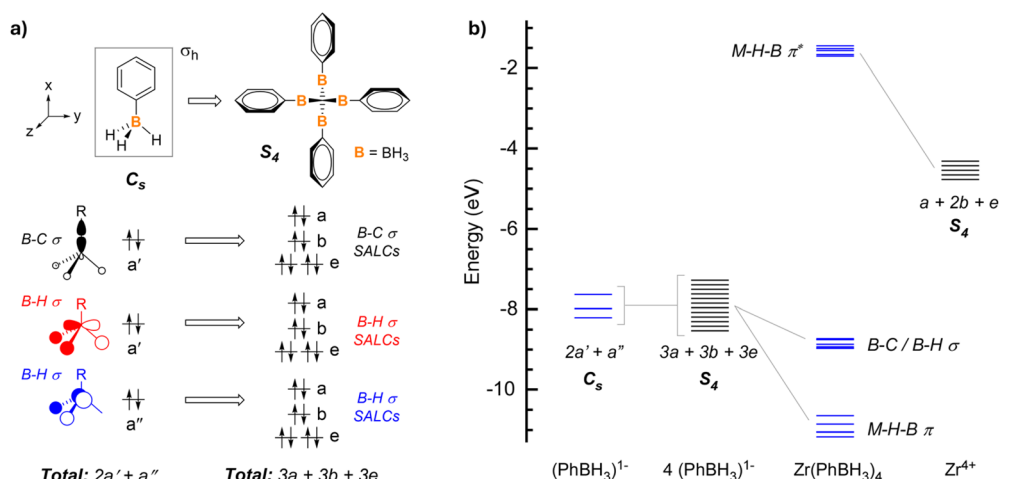 a)
σh
x
y
z
B
H
H
H
Cs
B
B B
B
S4
B = BH3
R
B-C σ
a′
a
b
e
B-C σ
SALCs
B-H σ
R
a′
a
b
e
B-H σ
SALCs
B-H σ
R
a″
a
b
e
B-H σ
SALCs
Total: 2a′ + a″
Total: 3a + 3b + 3e
b)
Energy (eV)
-2
-4
-6
-8
-10
M-H-B π*
a + 2b + e
S4
2a' + a"
Cs
3a + 3b + 3e
S4
B-C / B-H σ
M-H-B π
(PhBH3)1-
4 (PhBH3)1-
Zr(PhBH3)4
Zr4+